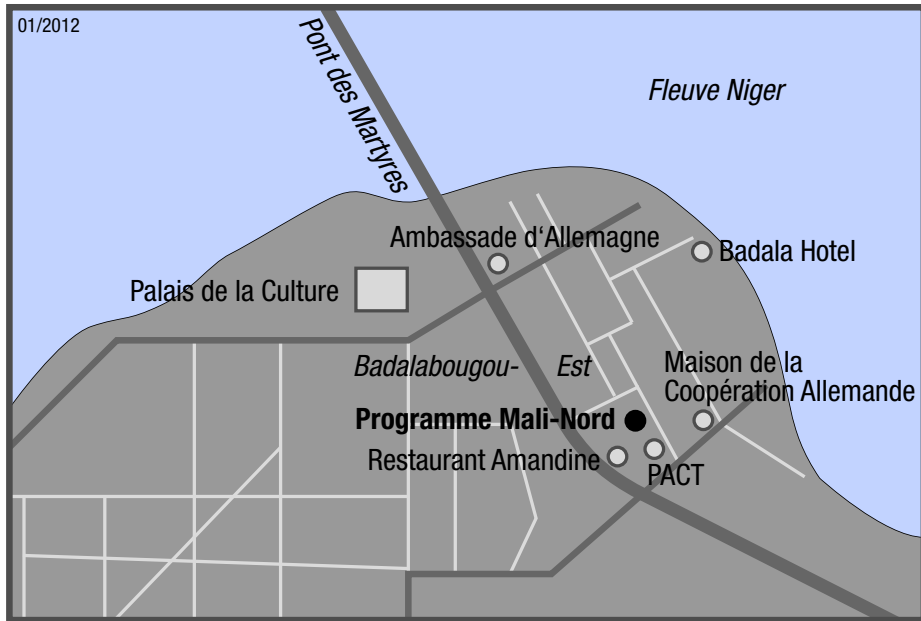 01/2012
Pont des Martyres
Fleuve Niger
Ambassade d‘Allemagne
Badala Hotel
Palais de la Culture
Badalabougou- Est
Maison de la
Coopération Allemande
Programme Mali-Nord
Restaurant Amandine
PACT